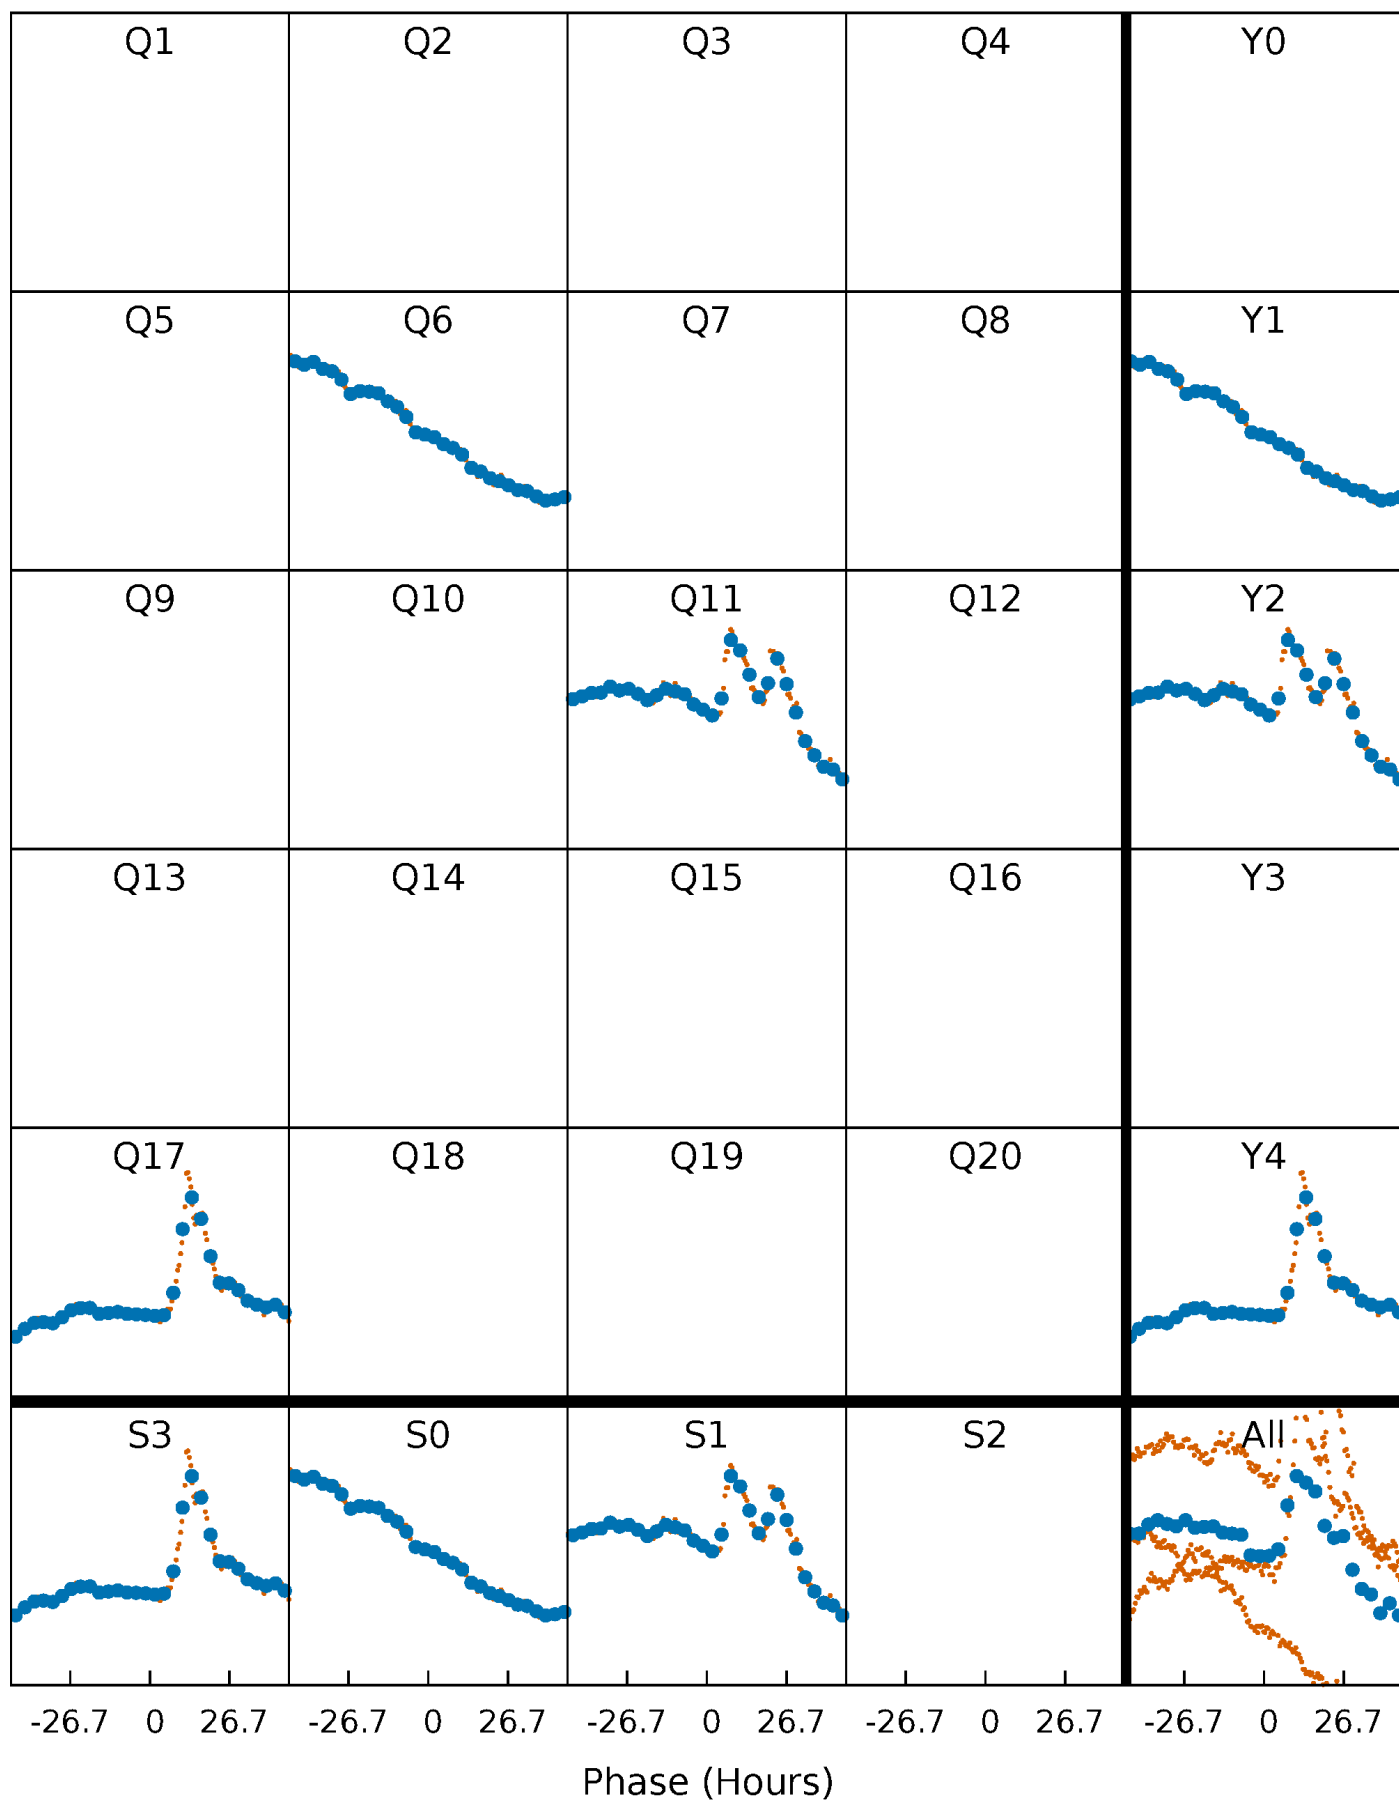 Q1 Q2 Q3 Q4 Y0
Q5 Q6 Q7 Q8 Y1
Q9 Q10 Q11 Q12 Y2
Q13 Q14 Q15 Q16 Y3
Q17 Q18 Q19 Q20 Y4
S3 S0 S1 S2 All
-26.7 0 26.7 -26.7 0 26.7 -26.7 0 26.7 -26.7 0 26.7 -26.7 0 26.7
Phase (Hours)